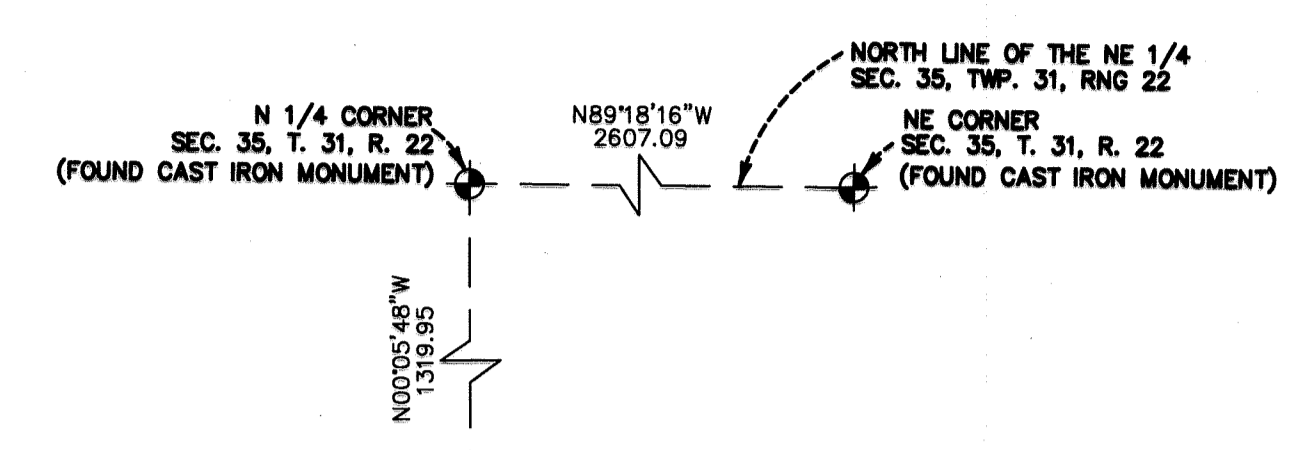 NORTH LINE OF THE NE 1/4
SEC. 35, TWP. 31, RNG 22
N 1/4 CORNER
SEC. 35, T. 31, R. 22
(FOUND CAST IRON MONUMENT)
N89°18'16"W
2607.09
NE CORNER
SEC. 35, T. 31, R. 22
(FOUND CAST IRON MONUMENT)
N00°05'48"W
1319.95